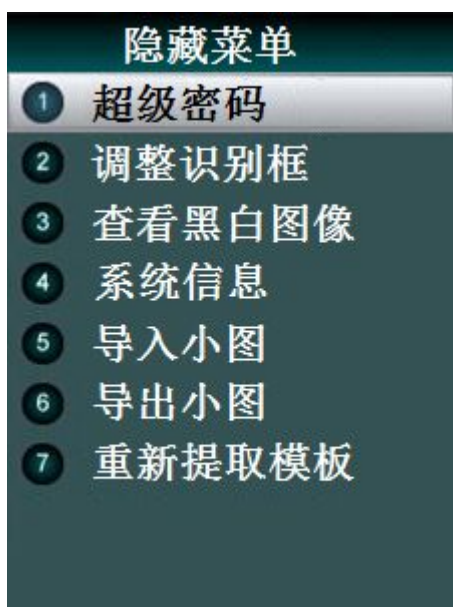 隐藏菜单
1 超级密码
2 调整识别框
3 查看黑白图像
4 系统信息
5 导入小图
6 导出小图
7 重新提取模板